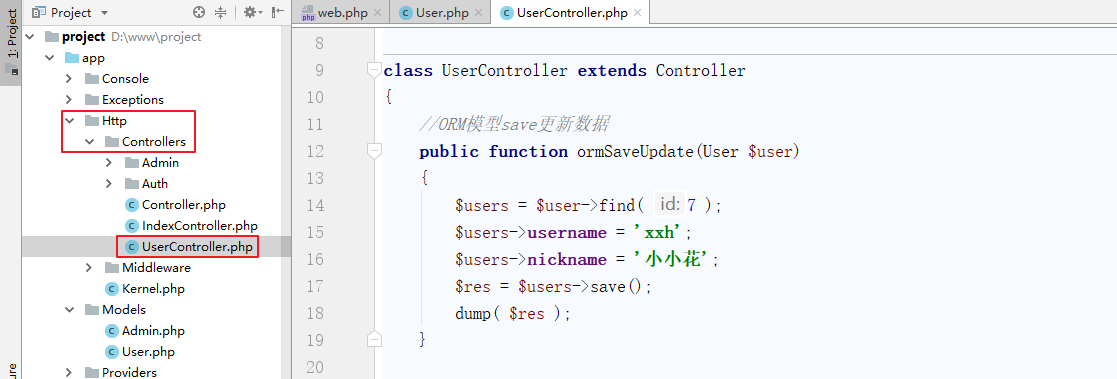 1: Project
ure
Project
project D:\www\project
app
Console
Exceptions
Http
Controllers
Admin
Auth
Controller.php
IndexController.php
UserController.php
Middleware
Kernel.php
Models
Admin.php
User.php
Providers
web.php User.php UserController.php
8
9 class UserController extends Controller
10 {
11 //ORM模型save更新数据
12 public function ormSaveUpdate(User $user)
13 {
14 $users = $user->find( id: 7 );
15 $users->username = 'xxh';
16 $users->nickname = '小小花';
17 $res = $users->save();
18 dump( $res );
19 }
20